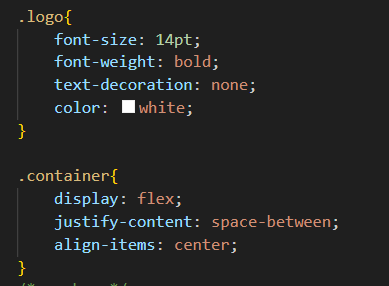 .logo{
    font-size: 14pt;
    font-weight: bold;
    text-decoration: none;
    color: white;
}
.container{
    display: flex;
    justify-content: space-between;
    align-items: center;
}